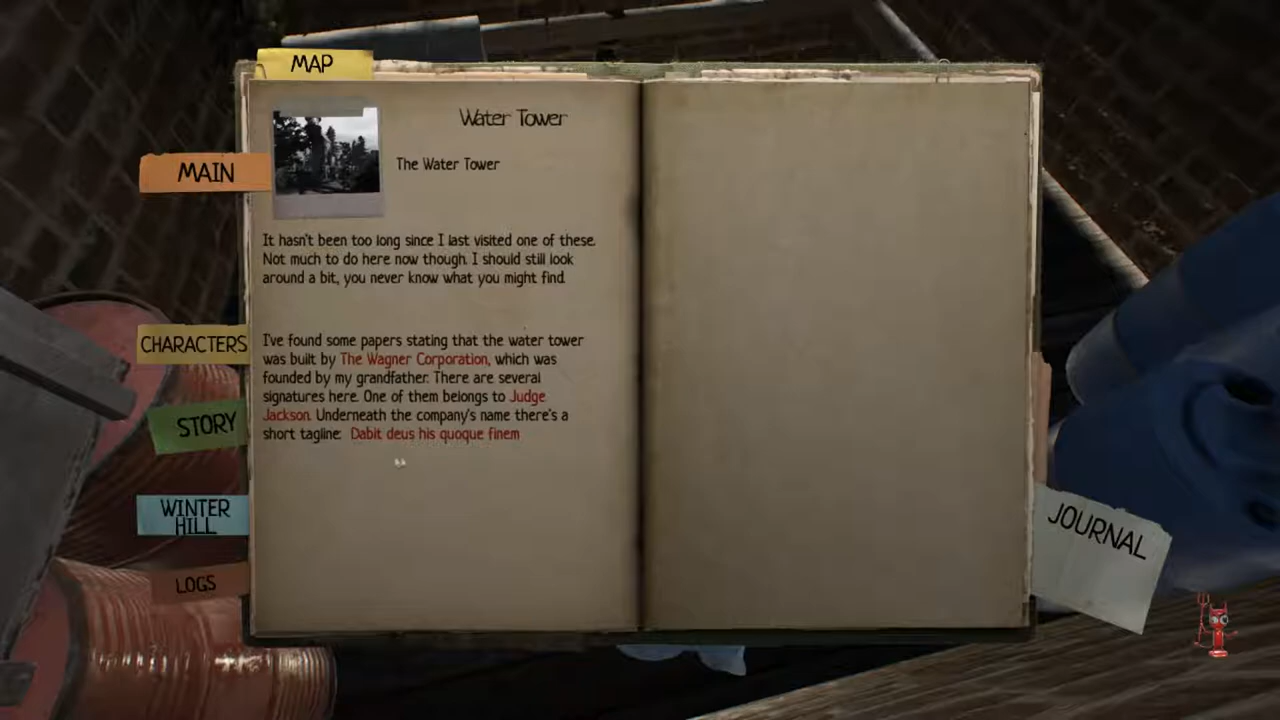 MAP
Water Tower
The Water Tower
MAIN
It hasn't been too long since I last visited one of these.
Not much to do here now though. I should still look
around a bit, you never know what you might find.
I've found some papers stating that the water tower
was built by The Wagner Corporation, which was
founded by my grandfather. There are several
signatures here. One of them belongs to Judge
Jackson. Underneath the company's name there's a
short tagline: Dabit deus his quoque finem
CHARACTERS
STORY
WINTER
HILL
LOGS
JOURNAL